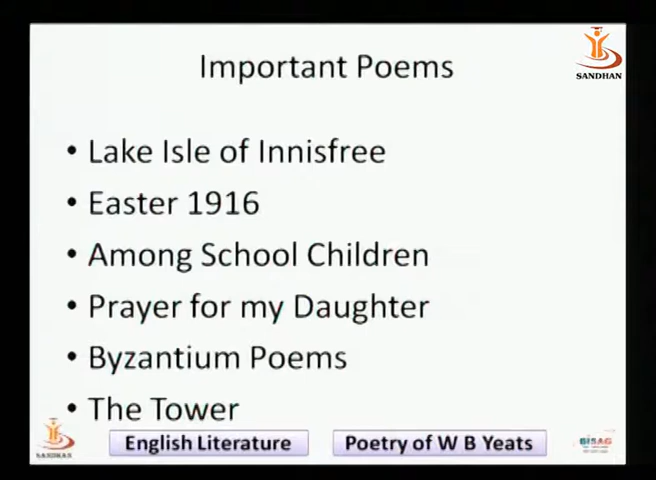 Important Poems
SANDHAN
• Lake Isle of Innisfree
• Easter 1916
• Among School Children
• Prayer for my Daughter
• Byzantium Poems
• The Tower
SANDHAN
English Literature
Poetry of W B Yeats
BISAG